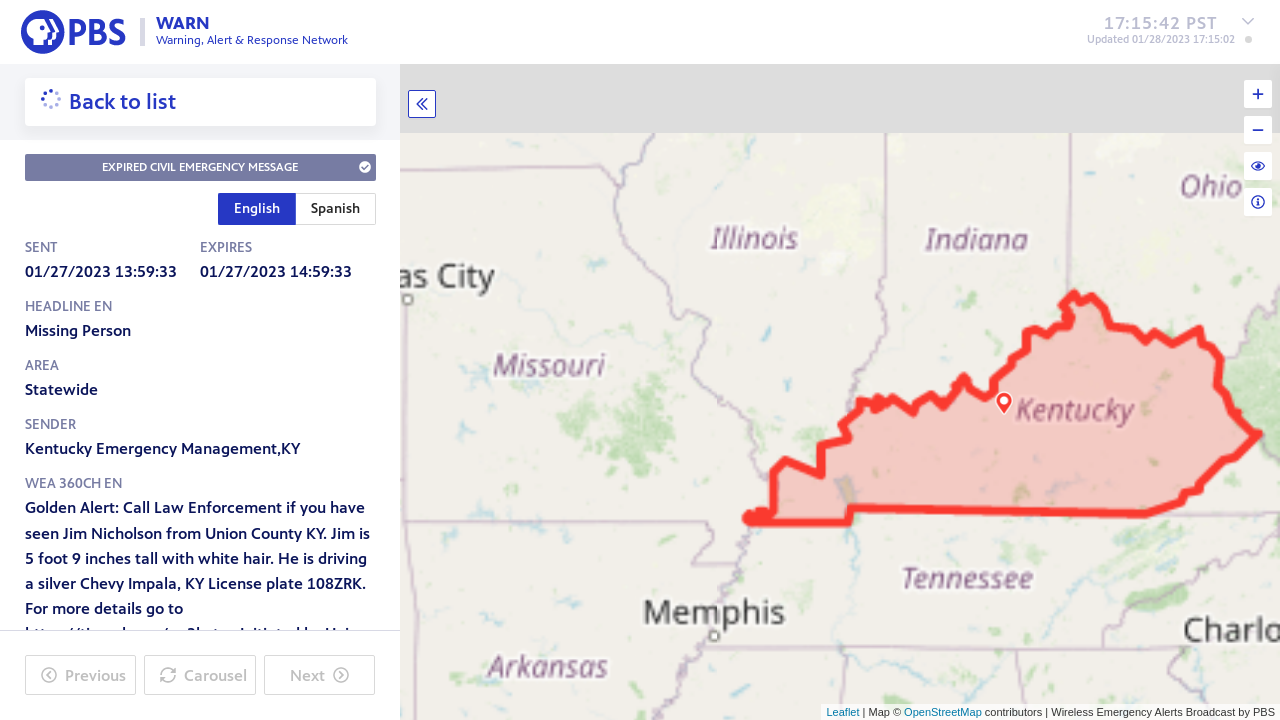 PBS
WARN
Warning, Alert & Response Network
17:15:42 PST
Updated 01/28/2023 17:15:02
Back to list
EXPIRED CIVIL EMERGENCY MESSAGE
English
Spanish
SENT
EXPIRES
01/27/2023 13:59:33
01/27/2023 14:59:33
HEADLINE EN
Missing Person
AREA
Statewide
SENDER
Kentucky Emergency Management,KY
WEA 360CH EN
Golden Alert: Call Law Enforcement if you have
seen Jim Nicholson from Union County KY. Jim is
5 foot 9 inches tall with white hair. He is driving
a silver Chevy Impala, KY License plate 108ZRK.
For more details go to
Previous
Carousel
Next
Ohio
Illinois
Indiana
as City
Missouri
Kentucky
Tennessee
Memphis
Charlo
Arkansas
Leaflet | Map © OpenStreetMap contributors | Wireless Emergency Alerts Broadcast by PBS